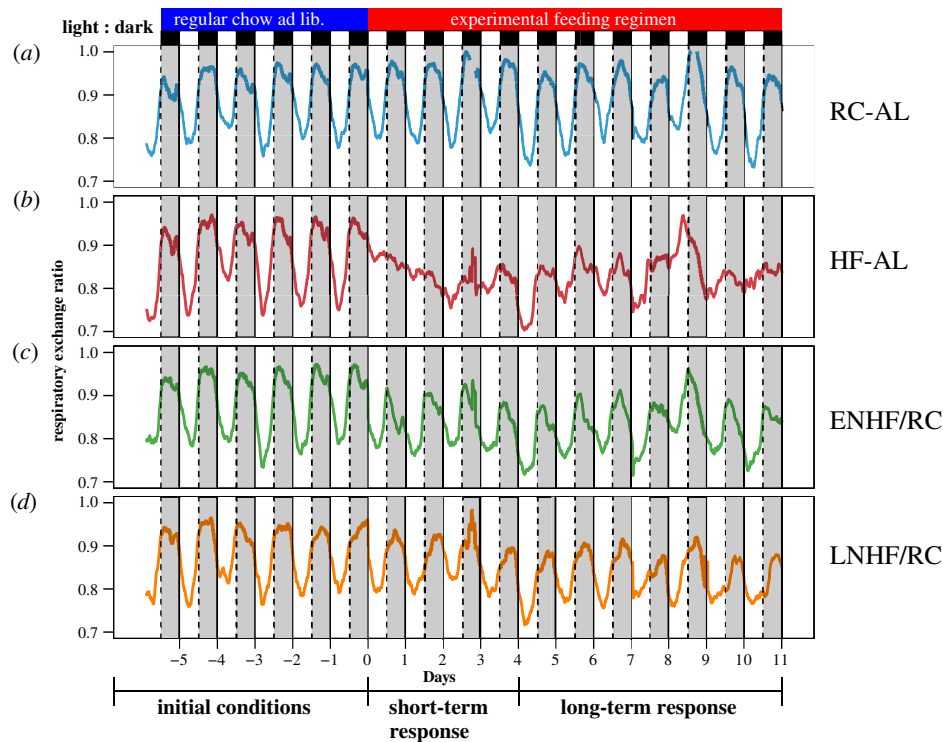 regular chow ad lib. experimental feeding regimen
light : dark
(a)
1.0
0.9
0.8
0.7
RC-AL
(b)
1.0
0.9
0.8
0.7
HF-AL
respiratory exchange ratio
(c)
1.0
0.9
0.8
0.7
ENHF/RC
(d)
1.0
0.9
0.8
0.7
LNHF/RC
−5 −4 −3 −2 −1 0 1 2 3 4 5 6 7 8 9 10 11
Days
initial conditions short-term response long-term response